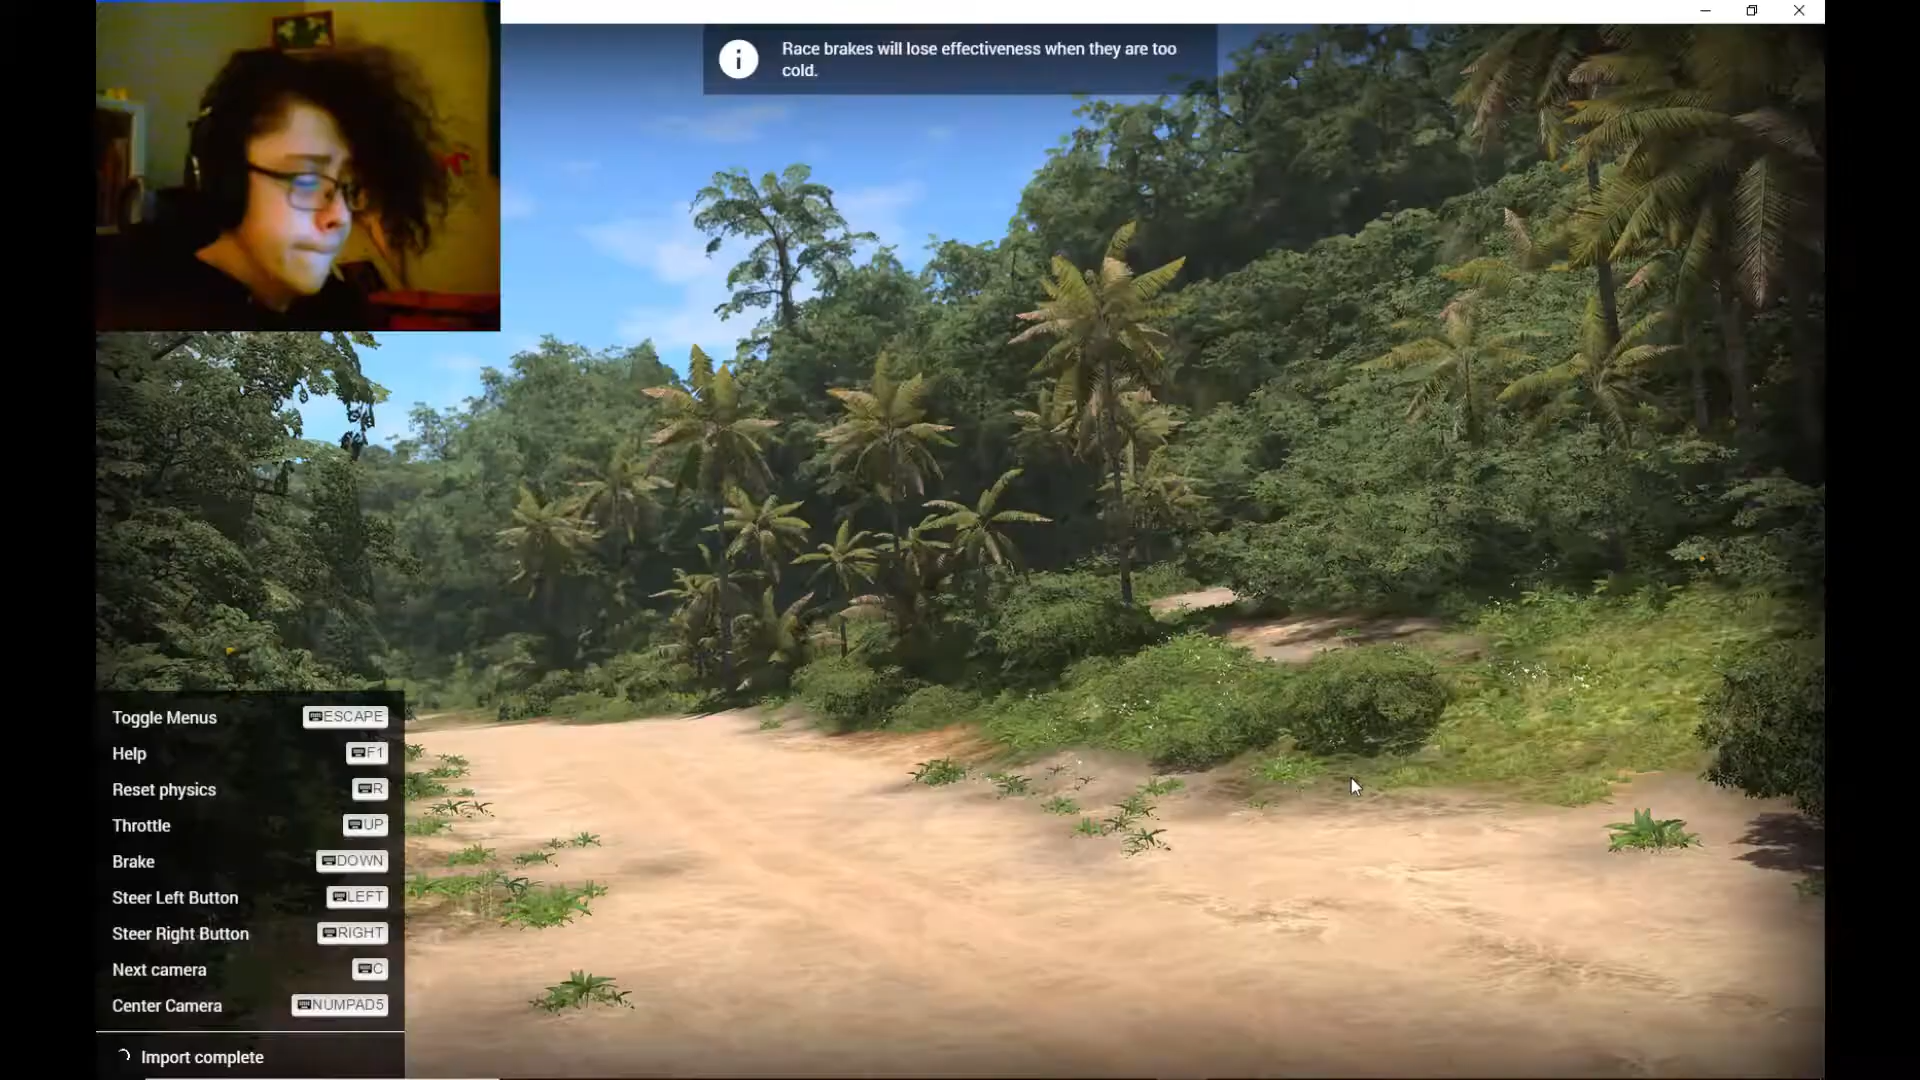 Race brakes will lose effectiveness when they are too
cold.
Toggle Menus ESCAPE
Help F1
Reset physics R
Throttle UP
Brake DOWN
Steer Left Button LEFT
Steer Right Button RIGHT
Next camera C
Center Camera NUMPAD5
Import complete